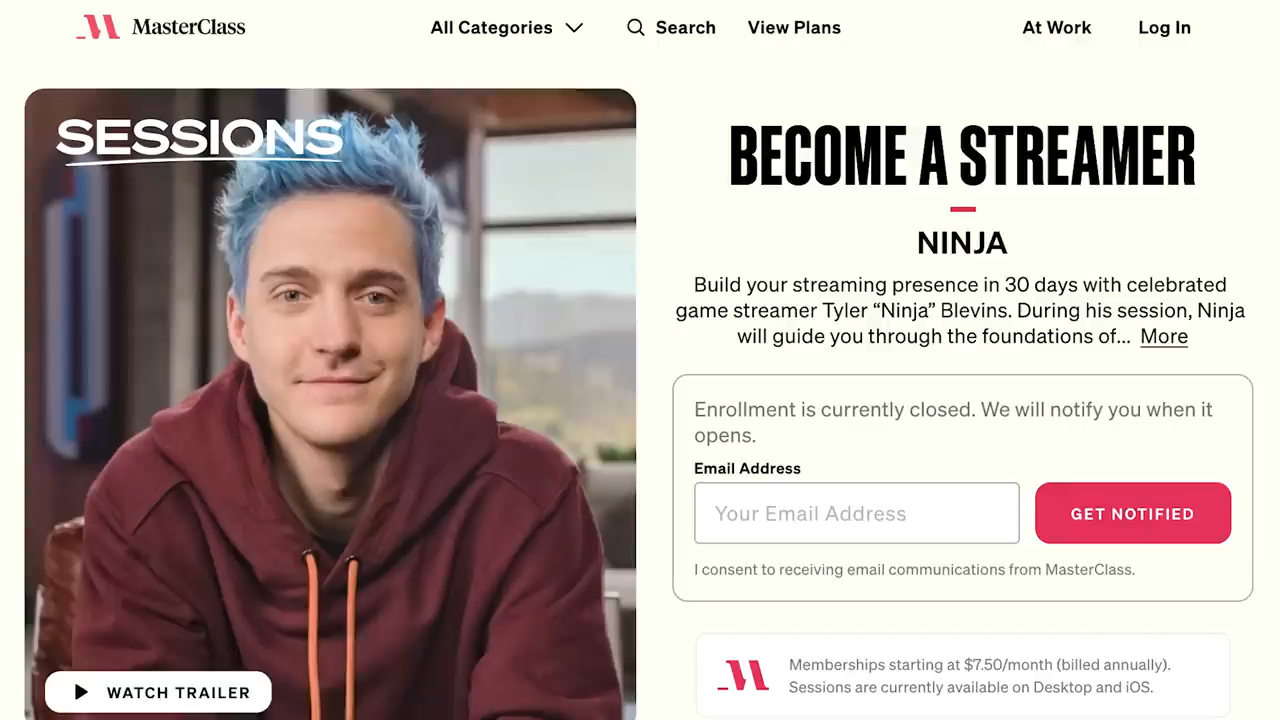 MasterClass
All Categories
Search
View Plans
At Work
Log In
SESSIONS
BECOME A STREAMER
NINJA
Build your streaming presence in 30 days with celebrated
game streamer Tyler “Ninja” Blevins. During his session, Ninja
will guide you through the foundations of... More
Enrollment is currently closed. We will notify you when it
opens.
Email Address
Your Email Address
GET NOTIFIED
I consent to receiving email communications from MasterClass.
Memberships starting at $7.50/month (billed annually).
Sessions are currently available on Desktop and iOS.
WATCH TRAILER